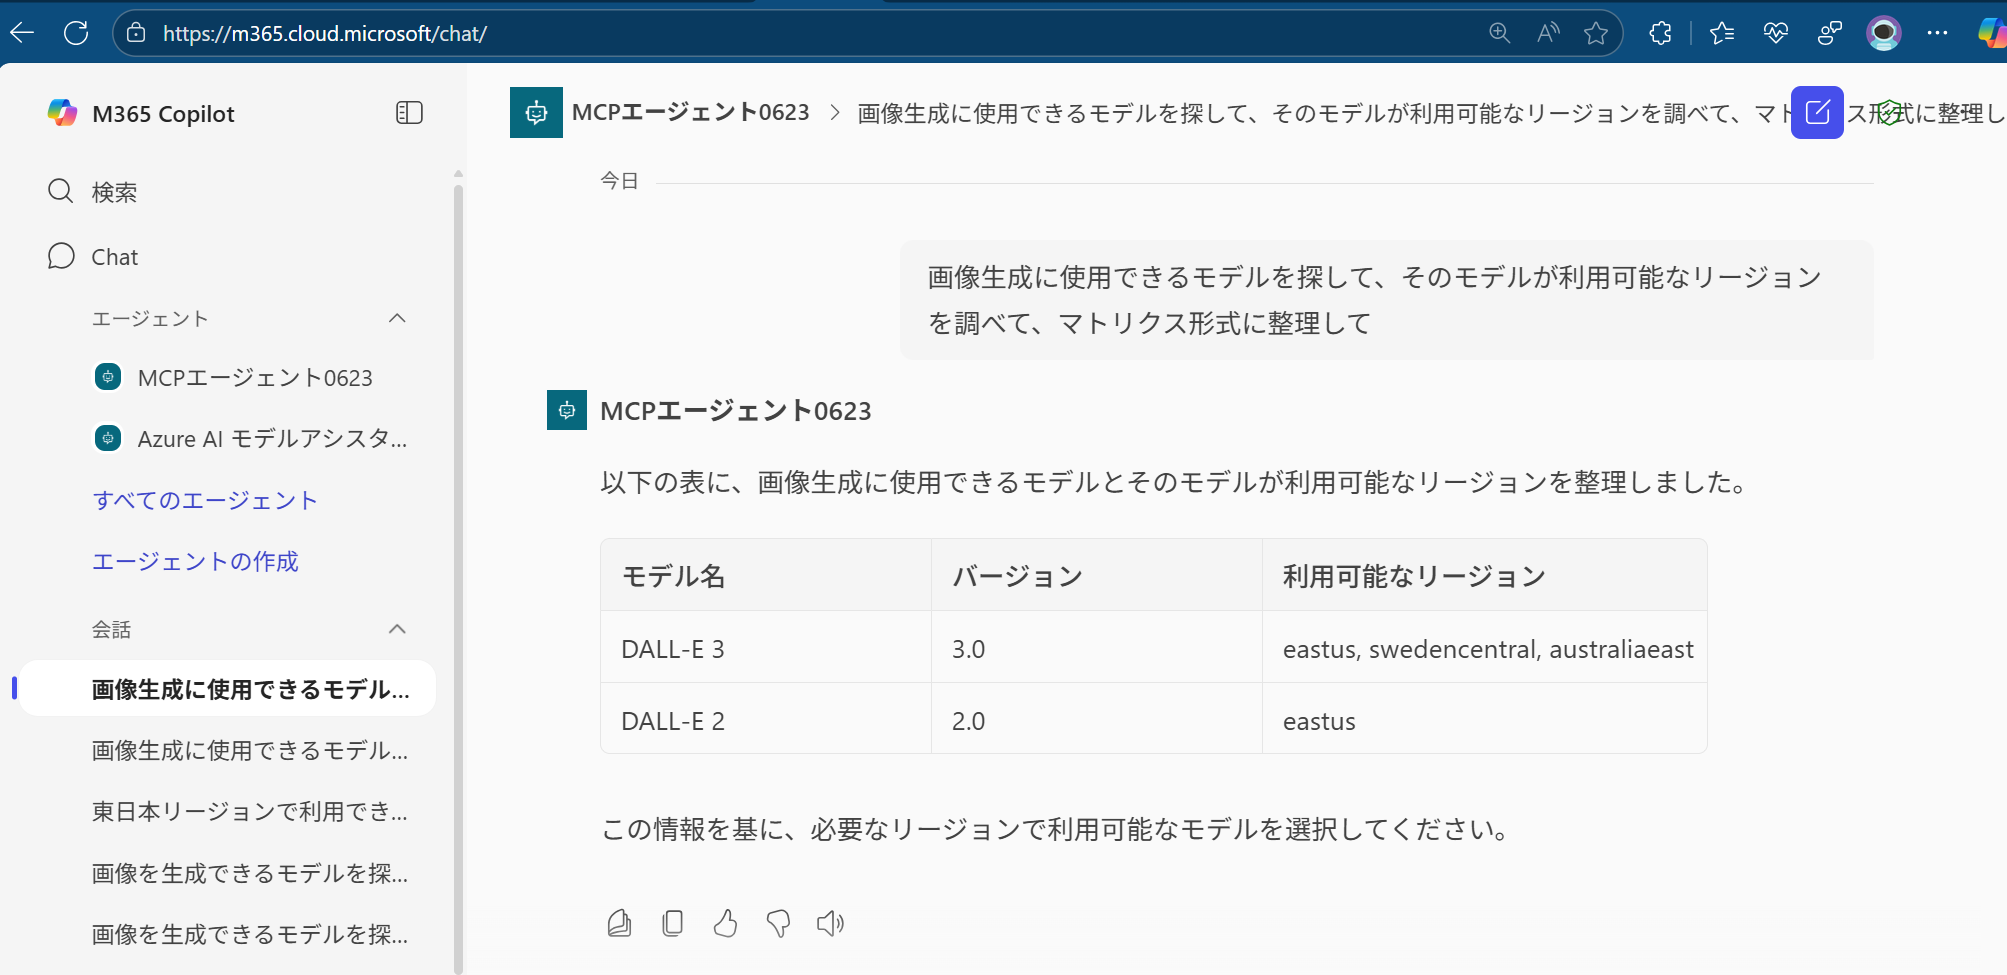 https://m365.cloud.microsoft/chat/
M365 Copilot
検索
Chat
エージェント
MCPエージェント0623
Azure AI モデルアシスタ...
すべてのエージェント
エージェントの作成
会話
画像生成に使用できるモデル...
画像生成に使用できるモデル...
東日本リージョンで利用でき...
画像を生成できるモデルを探...
画像を生成できるモデルを探...
MCPエージェント0623 > 画像生成に使用できるモデルを探して、そのモデルが利用可能なリージョンを調べて、マト ス形式に整理し
今日
画像生成に使用できるモデルを探して、そのモデルが利用可能なリージョン
を調べて、マトリクス形式に整理して
MCPエージェント0623
以下の表に、画像生成に使用できるモデルとそのモデルが利用可能なリージョンを整理しました。
モデル名 バージョン 利用可能なリージョン
DALL-E 3 3.0 eastus, swedencentral, australiaeast
DALL-E 2 2.0 eastus
この情報を基に、必要なリージョンで利用可能なモデルを選択してください。